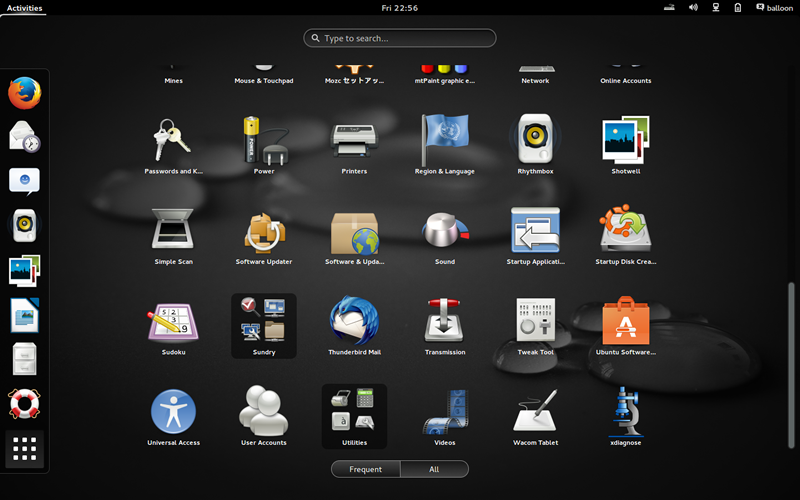 Activities
Fri 22:56
balloon
Type to search...
Mines
Mouse & Touchpad
Mozc セットアッ...
mtPaint graphic e...
Network
Online Accounts
Passwords and K...
Power
Printers
Region & Language
Rhythmbox
Shotwell
Simple Scan
Software Updater
Software & Upda...
Sound
Startup Applicati...
Startup Disk Crea...
Sudoku
Sundry
Thunderbird Mail
Transmission
Tweak Tool
Ubuntu Software...
Universal Access
User Accounts
Utilities
Videos
Wacom Tablet
xdiagnose
Frequent
All